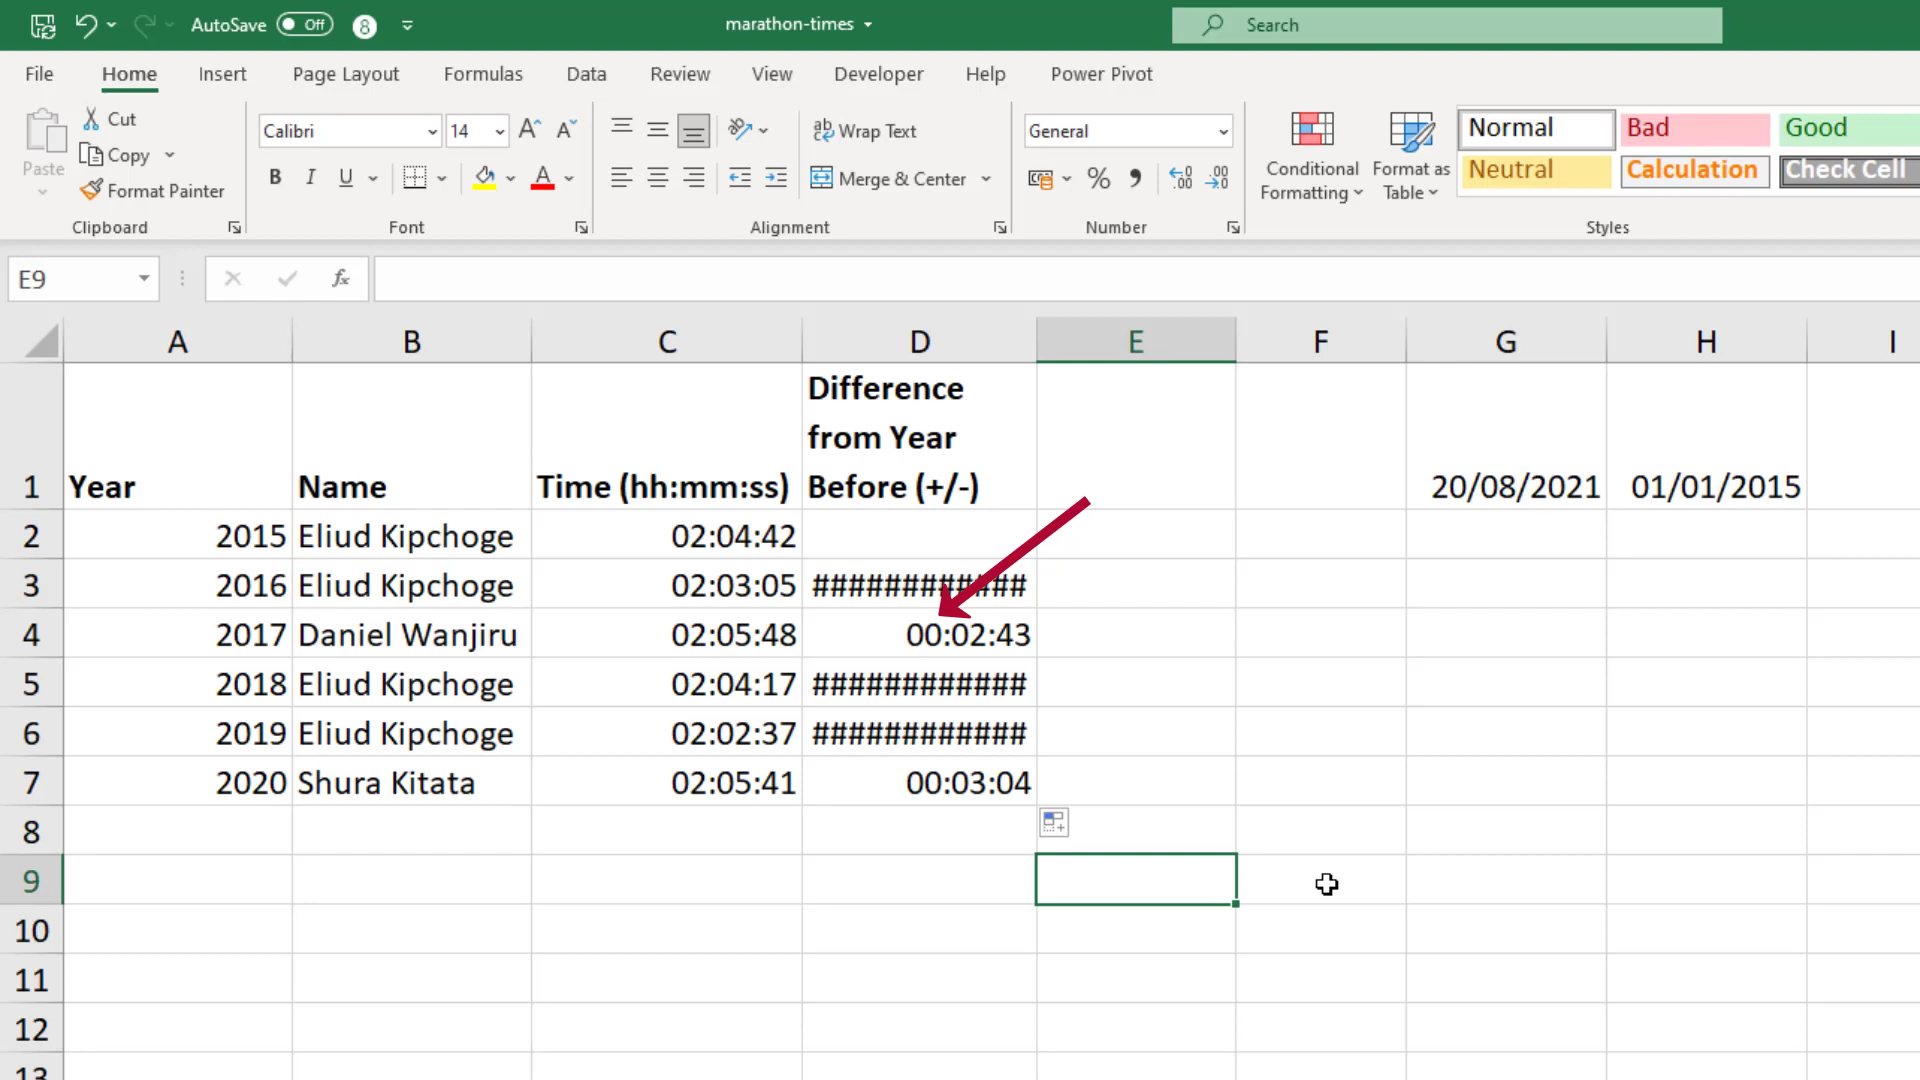 AutoSave Off 8 marathon-times Search
File Home Insert Page Layout Formulas Data Review View Developer Help Power Pivot
Paste
Cut
Copy
Format Painter
Clipboard
Calibri 14
B I U
Font
Wrap Text
Merge & Center
Alignment
General
Number
Conditional
Formatting
Format as
Table
Normal Bad Good
Neutral Calculation Check Cell
Styles
E9 fx
A B C D E F G H I
1 Year Name Time (hh:mm:ss) Difference
from Year
Before (+/-) 20/08/2021 01/01/2015
2 2015 Eliud Kipchoge 02:04:42
3 2016 Eliud Kipchoge 02:03:05 ############
4 2017 Daniel Wanjiru 02:05:48 00:02:43
5 2018 Eliud Kipchoge 02:04:17 ############
6 2019 Eliud Kipchoge 02:02:37 ############
7 2020 Shura Kitata 02:05:41 00:03:04
8
9
10
11
12
13